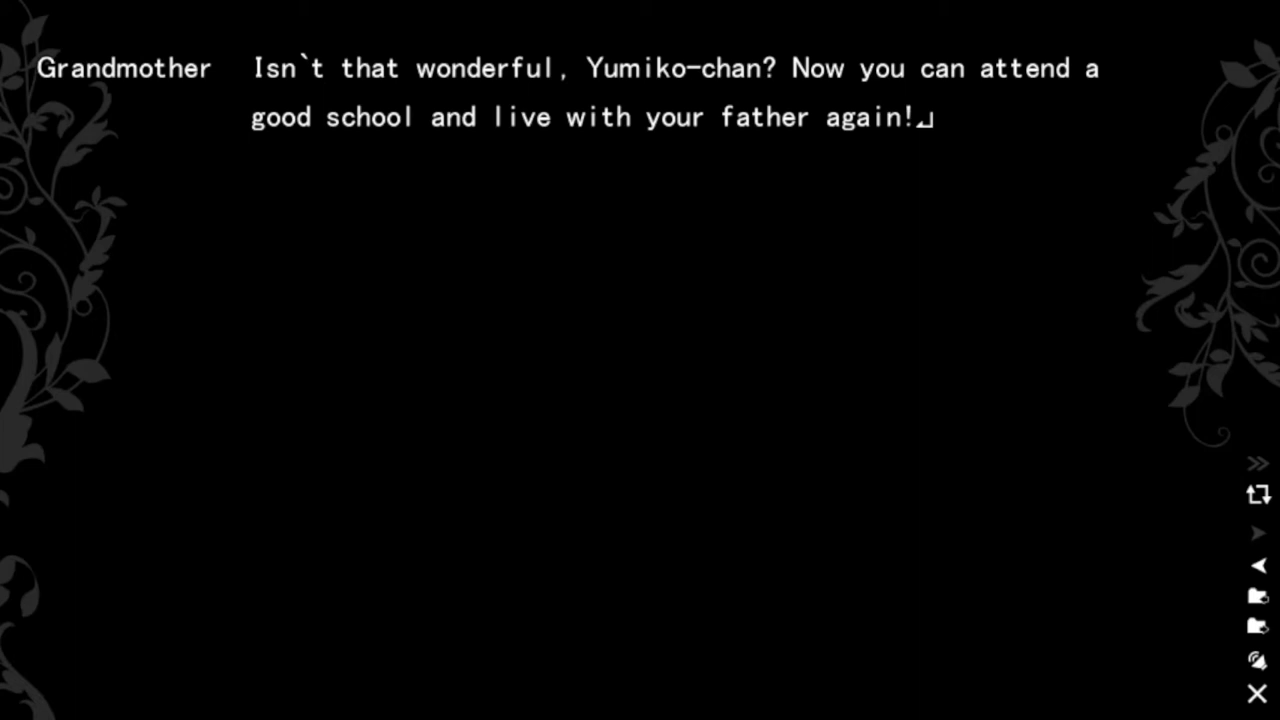 Grandmother Isn`t that wonderful, Yumiko-chan? Now you can attend a
good school and live with your father again!